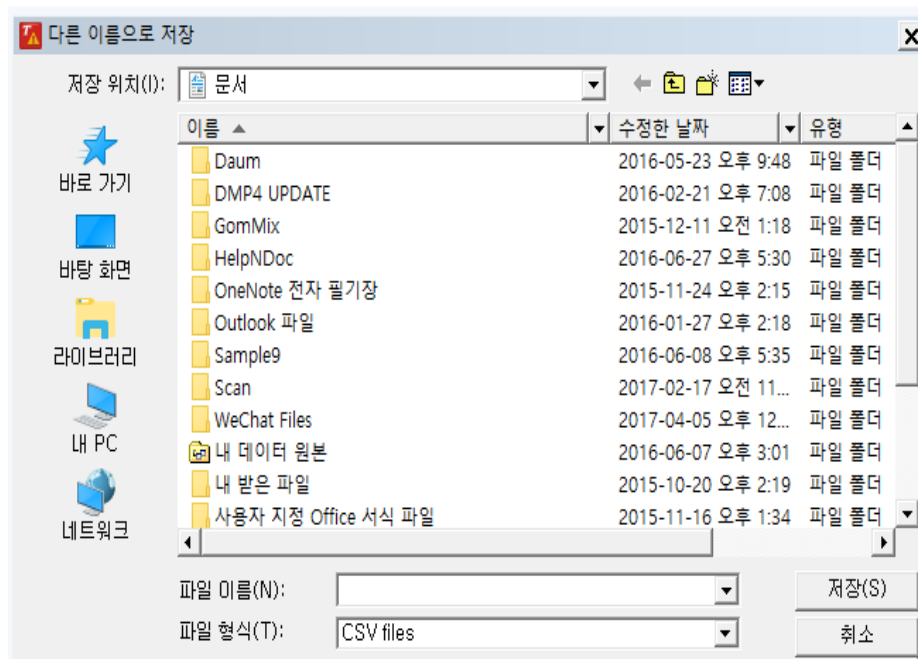 다른 이름으로 저장
저장 위치(I): 문서
이름 수정한 날짜 유형
Daum 2016-05-23 오후 9:48 파일 폴더
DMP4 UPDATE 2016-02-21 오후 7:08 파일 폴더
GomMix 2015-12-11 오전 1:18 파일 폴더
HelpNDoc 2016-06-27 오후 5:30 파일 폴더
OneNote 전자 필기장 2015-11-24 오후 2:15 파일 폴더
Outlook 파일 2016-01-27 오후 2:18 파일 폴더
Sample9 2016-06-08 오후 5:35 파일 폴더
Scan 2017-02-17 오전 11... 파일 폴더
WeChat Files 2017-04-05 오후 12... 파일 폴더
내 데이터 원본 2016-06-07 오후 3:01 파일 폴더
내 받은 파일 2015-10-20 오후 2:19 파일 폴더
사용자 지정 Office 서식 파일 2015-11-16 오후 1:34 파일 폴더
바로 가기
바탕 화면
라이브러리
내 PC
네트워크
파일 이름(N): 저장(S)
파일 형식(T): CSV files 취소